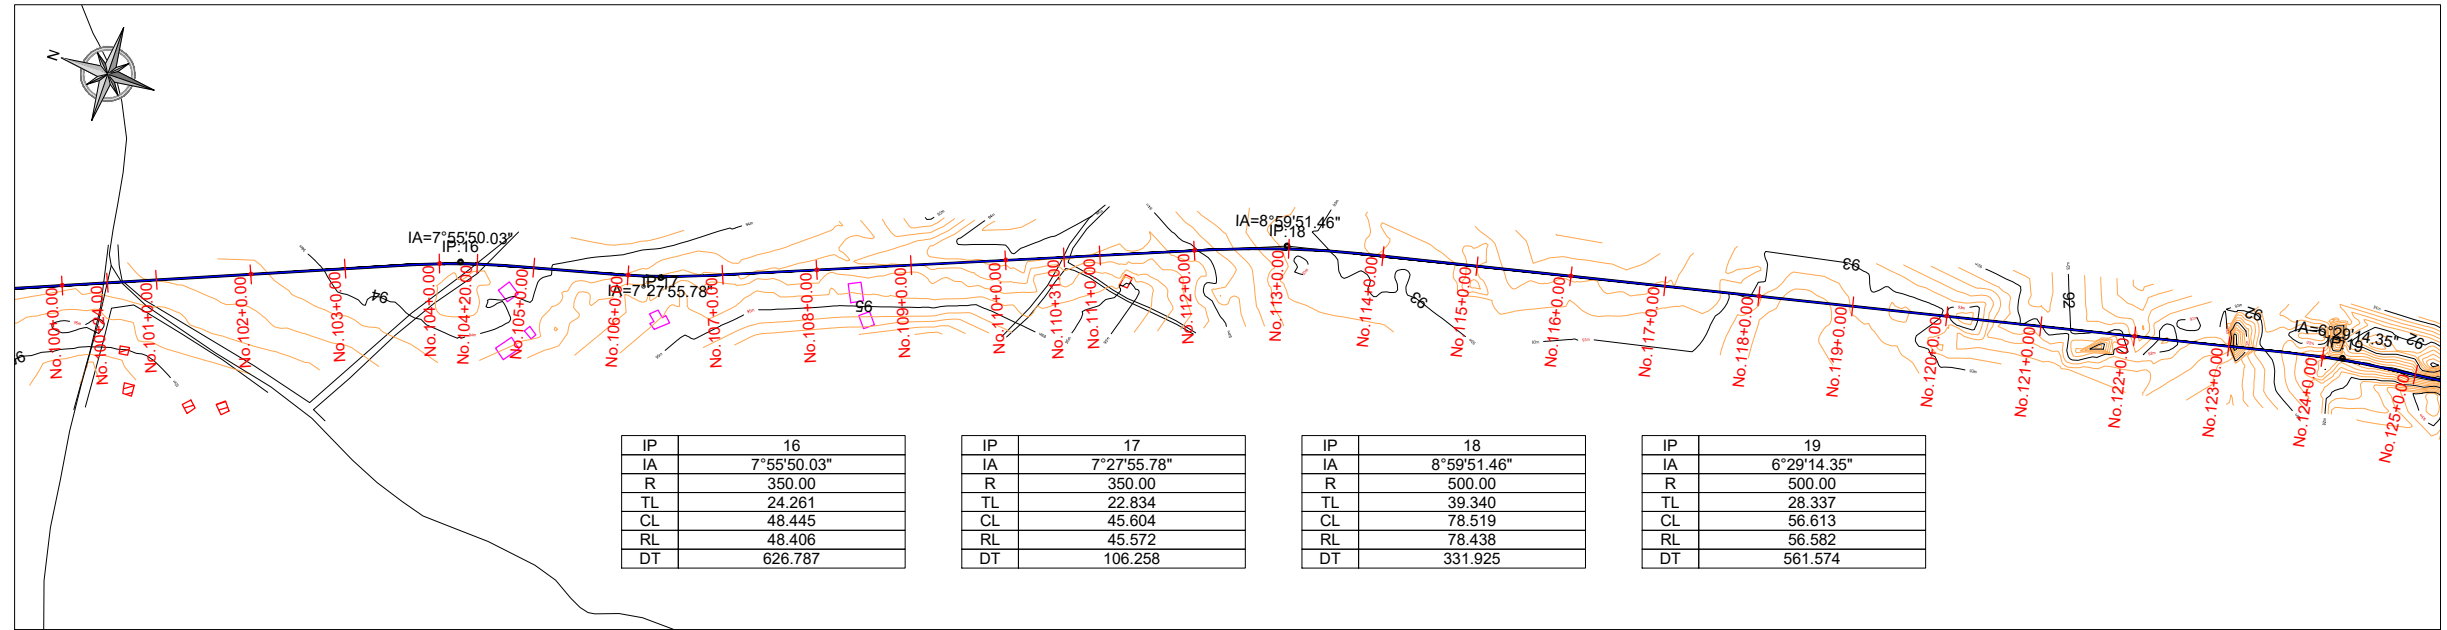 N
IA=7°55'50.03"
IP:16
IP:17
IA=7°27'55.78"
IA=8°59'51.46"
IP:18
IA=6°29'14.35"
IP:19
94
95
93
93
92
92
92
No.100+0.00
No.100+24.00
No.101+0.00
No.102+0.00
No.103+0.00
No.104+0.00
No.104+20.00
No.105+0.00
No.106+0.00
No.107+0.00
No.108+0.00
No.109+0.00
No.110+0.00
No.110+31.00
No.111+0.00
No.112+0.00
No.113+0.00
No.114+0.00
No.115+0.00
No.116+0.00
No.117+0.00
No.118+0.00
No.119+0.00
No.120+0.00
No.121+0.00
No.122+0.00
No.123+0.00
No.124+0.00
No.125+0.00
IP 16
IA 7°55'50.03"
R 350.00
TL 24.261
CL 48.445
RL 48.406
DT 626.787
IP 17
IA 7°27'55.78"
R 350.00
TL 22.834
CL 45.604
RL 45.572
DT 106.258
IP 18
IA 8°59'51.46"
R 500.00
TL 39.340
CL 78.519
RL 78.438
DT 331.925
IP 19
IA 6°29'14.35"
R 500.00
TL 28.337
CL 56.613
RL 56.582
DT 561.574